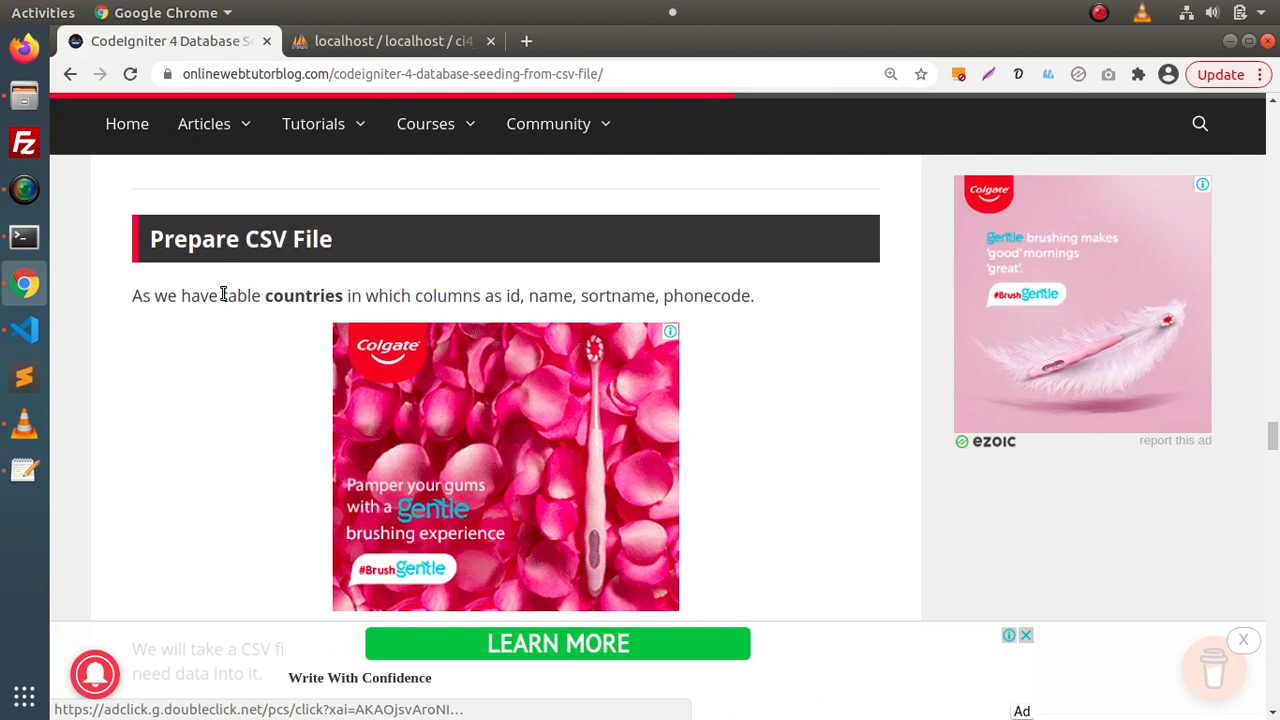 Activities
Google Chrome
CodeIgniter 4 Database S
localhost / localhost / ci4
onlinewebtutorblog.com/codeigniter-4-database-seeding-from-csv-file/
Update
Home
Articles
Tutorials
Courses
Community
Prepare CSV File
As we have table countries in which columns as id, name, sortname, phonecode.
Colgate
Pamper your gums
with a gentle
brushing experience
#Brushgentle
Colgate
gentle brushing makes
'good' mornings
'great'.
#Brushgentle
ezoic
report this ad
We will take a CSV fi
need data into it.
LEARN MORE
Write With Confidence
X
Ad
https://adclick.g.doubleclick.net/pcs/click?xai=AKAOjsvAroNI...